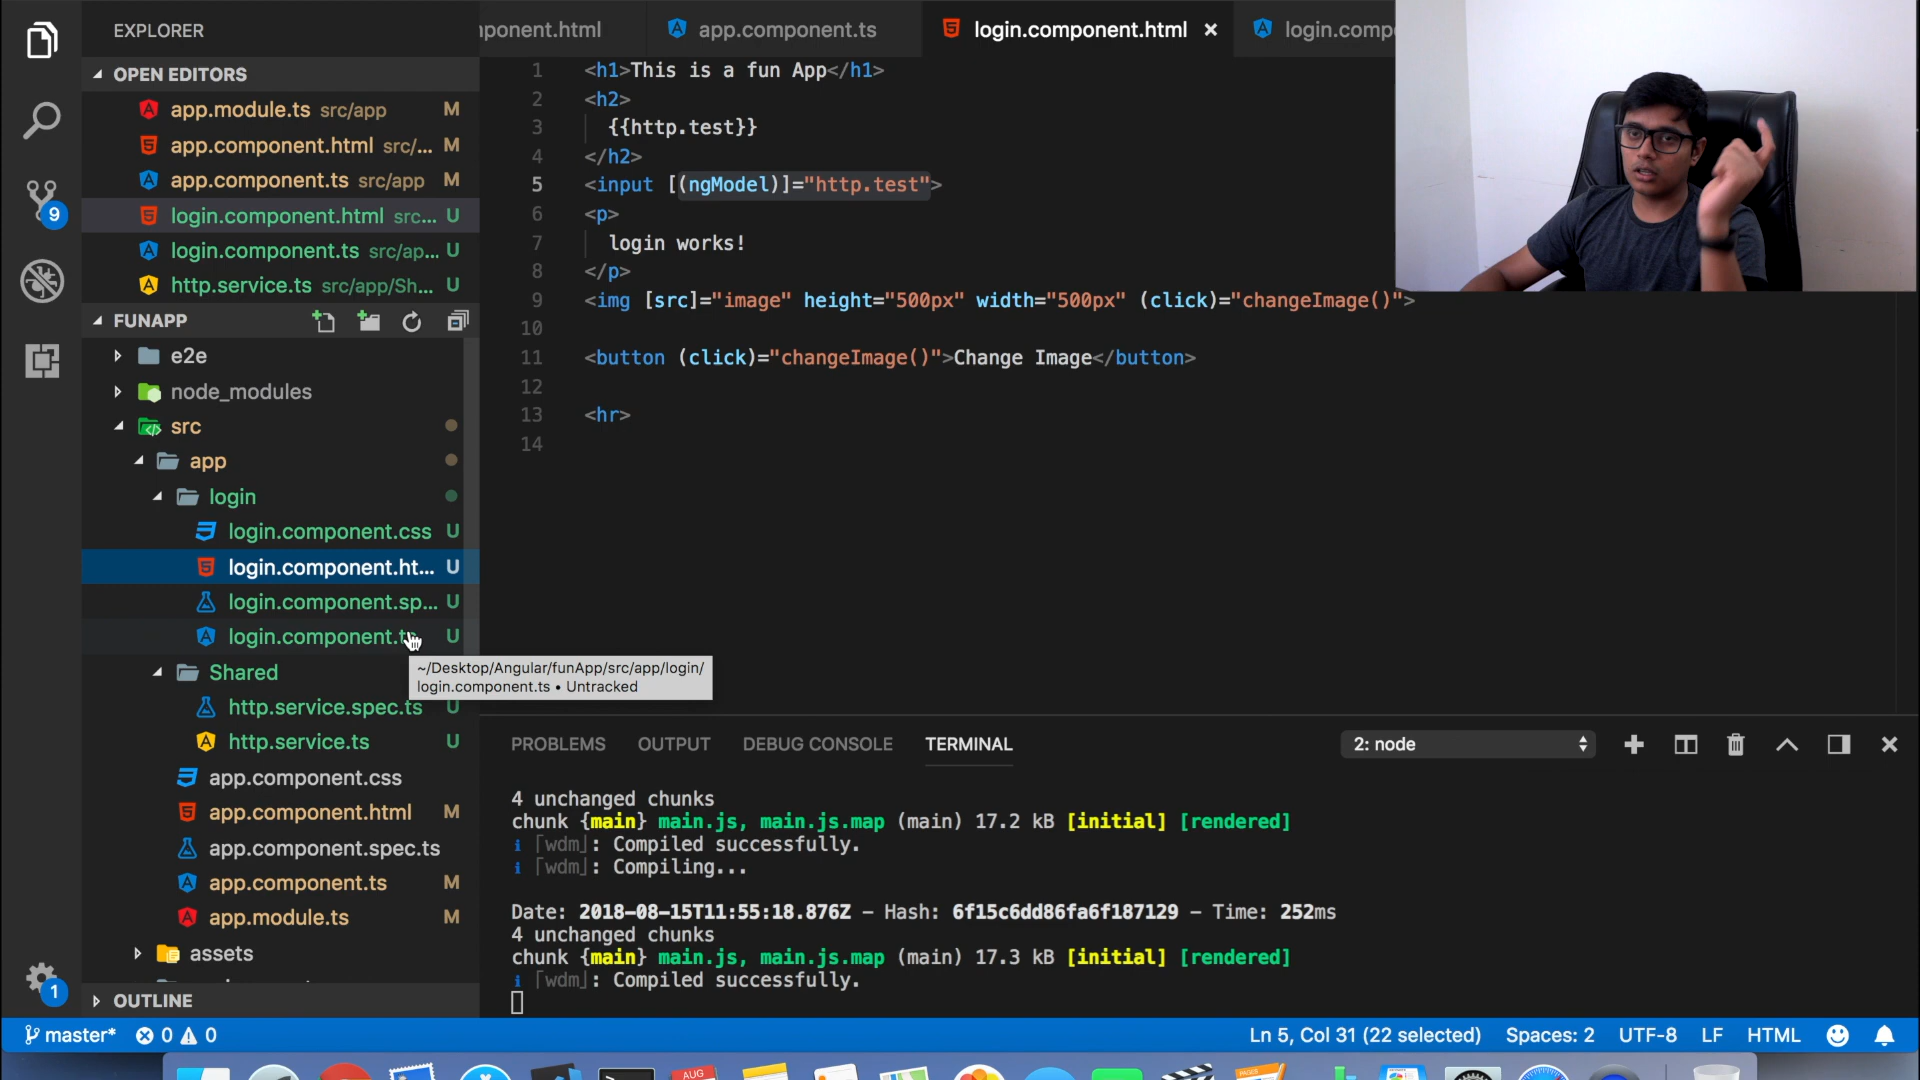 EXPLORER
OPEN EDITORS
app.module.ts src/app M
app.component.html src/... M
app.component.ts src/app M
login.component.html src... U
login.component.ts src/ap... U
http.service.ts src/app/Sh... U
FUNAPP
e2e
node_modules
src
app
login
login.component.css U
login.component.ht... U
login.component.sp... U
login.component.ts U
~/Desktop/Angular/funApp/src/app/login/
login.component.ts • Untracked
Shared
http.service.spec.ts U
http.service.ts U
app.component.css
app.component.html M
app.component.spec.ts
app.component.ts M
app.module.ts M
assets
OUTLINE
9
1
ponent.html app.component.ts login.component.html × login.comp
1 <h1>This is a fun App</h1>
2 <h2>
3 {{http.test}}
4 </h2>
5 <input [(ngModel)]="http.test">
6 <p>
7 login works!
8 </p>
9 <img [src]="image" height="500px" width="500px" (click)="changeImage()">
10
11 <button (click)="changeImage()">Change Image</button>
12
13 <hr>
14
PROBLEMS OUTPUT DEBUG CONSOLE TERMINAL 2: node
4 unchanged chunks
chunk {main} main.js, main.js.map (main) 17.2 kB [initial] [rendered]
i ⌈wdm⌋: Compiled successfully.
i ⌈wdm⌋: Compiling...
Date: 2018-08-15T11:55:18.876Z - Hash: 6f15c6dd86fa6f187129 - Time: 252ms
4 unchanged chunks
chunk {main} main.js, main.js.map (main) 17.3 kB [initial] [rendered]
i ⌈wdm⌋: Compiled successfully.
master* 0 0 Ln 5, Col 31 (22 selected) Spaces: 2 UTF-8 LF HTML
AUG
PAGES